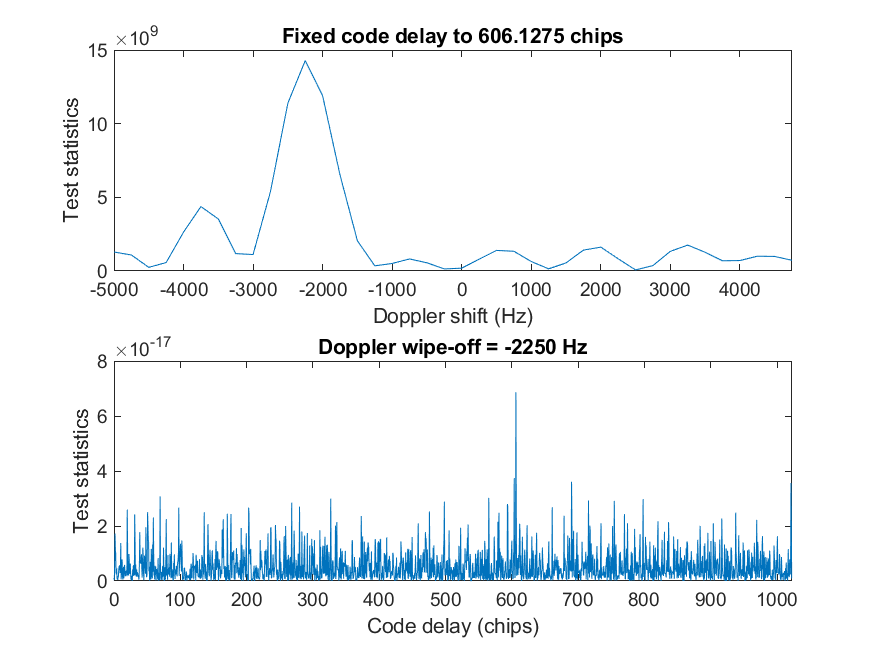 Fixed code delay to 606.1275 chips
×10^9
15
10
5
0
Test statistics
-5000 -4000 -3000 -2000 -1000 0 1000 2000 3000 4000
Doppler shift (Hz)
Doppler wipe-off = -2250 Hz
×10^-17
8
6
4
2
0
Test statistics
0 100 200 300 400 500 600 700 800 900 1000
Code delay (chips)